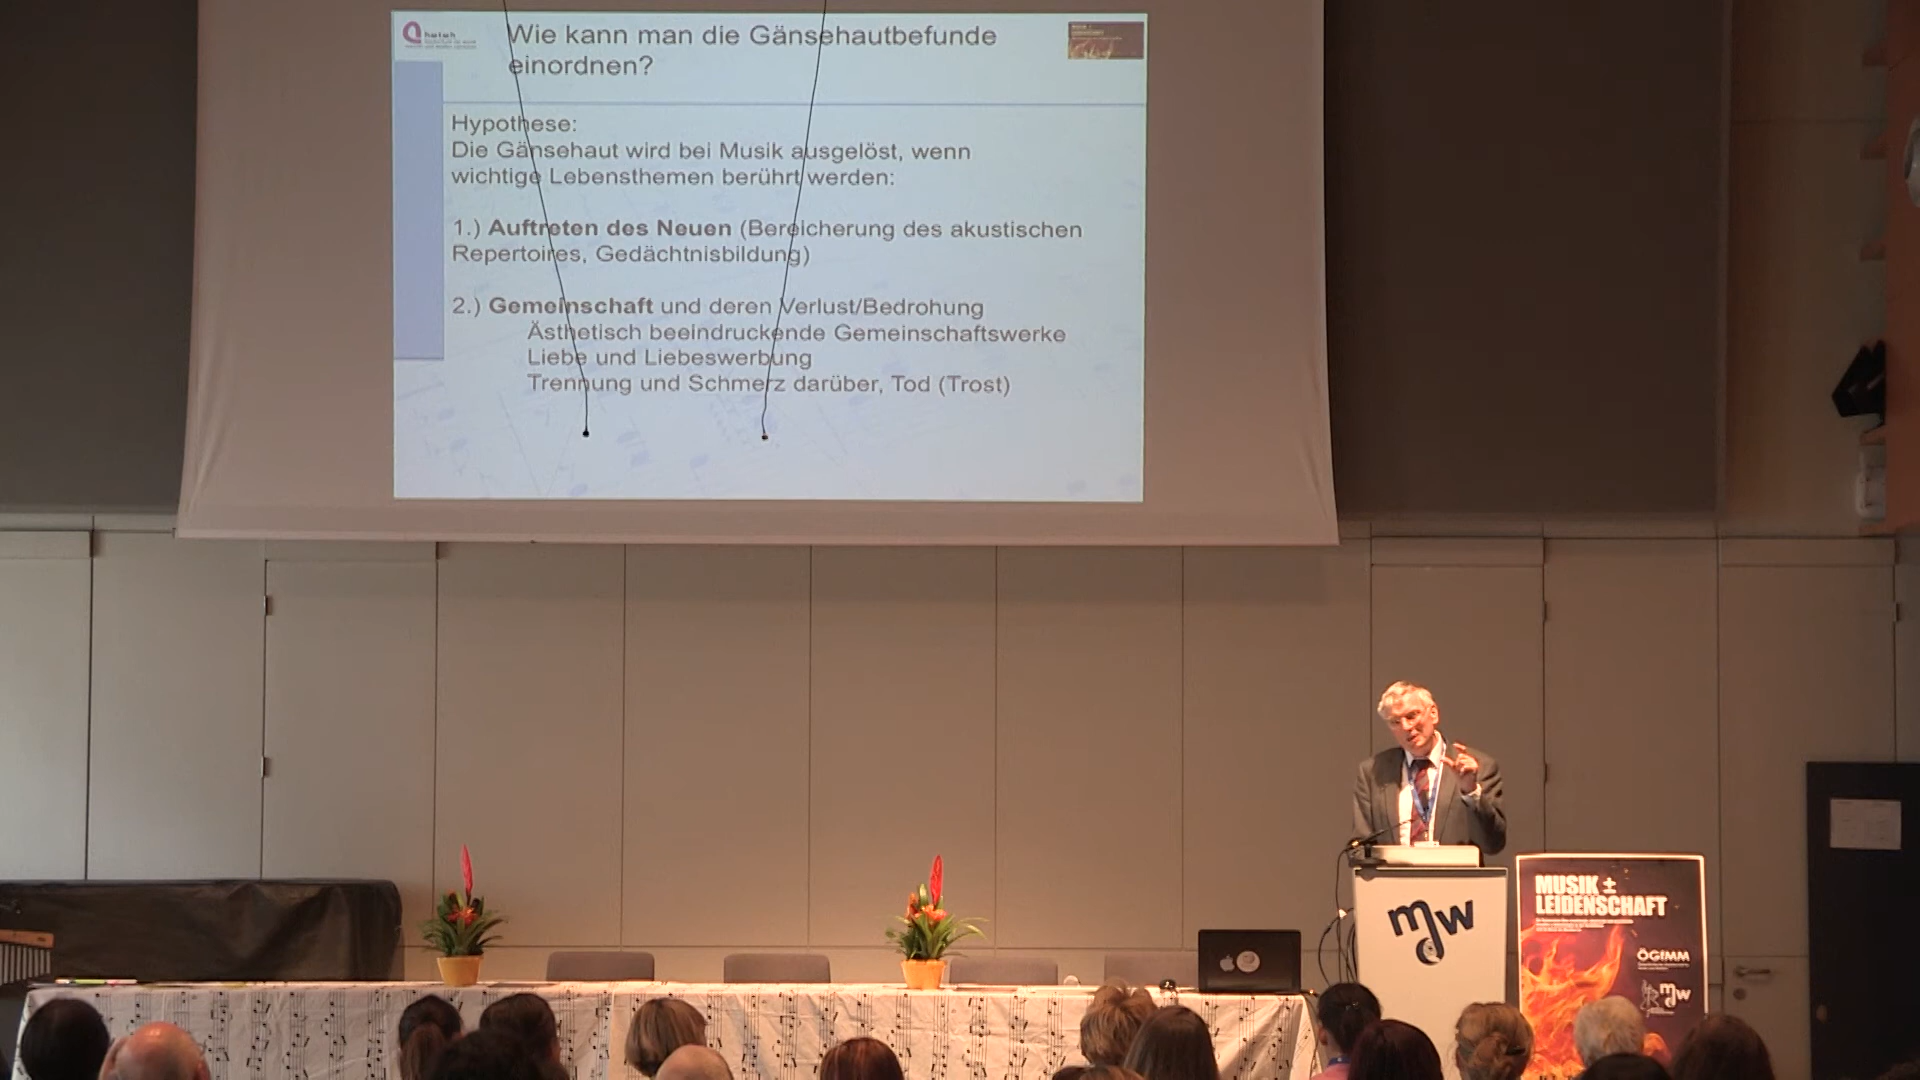 Wie kann man die Gänsehautbefunde
einordnen?
Hypothese:
Die Gänsehaut wird bei Musik ausgelöst, wenn
wichtige Lebensthemen berührt werden:
1.) Auftreten des Neuen (Bereicherung des akustischen
Repertoires, Gedächtnisbildung)
2.) Gemeinschaft und deren Verlust/Bedrohung
Ästhetisch beeindruckende Gemeinschaftswerke
Liebe und Liebeswerbung
Trennung und Schmerz darüber, Tod (Trost)
mdw
MUSIK ±
LEIDENSCHAFT
ÖGfMM
mdw